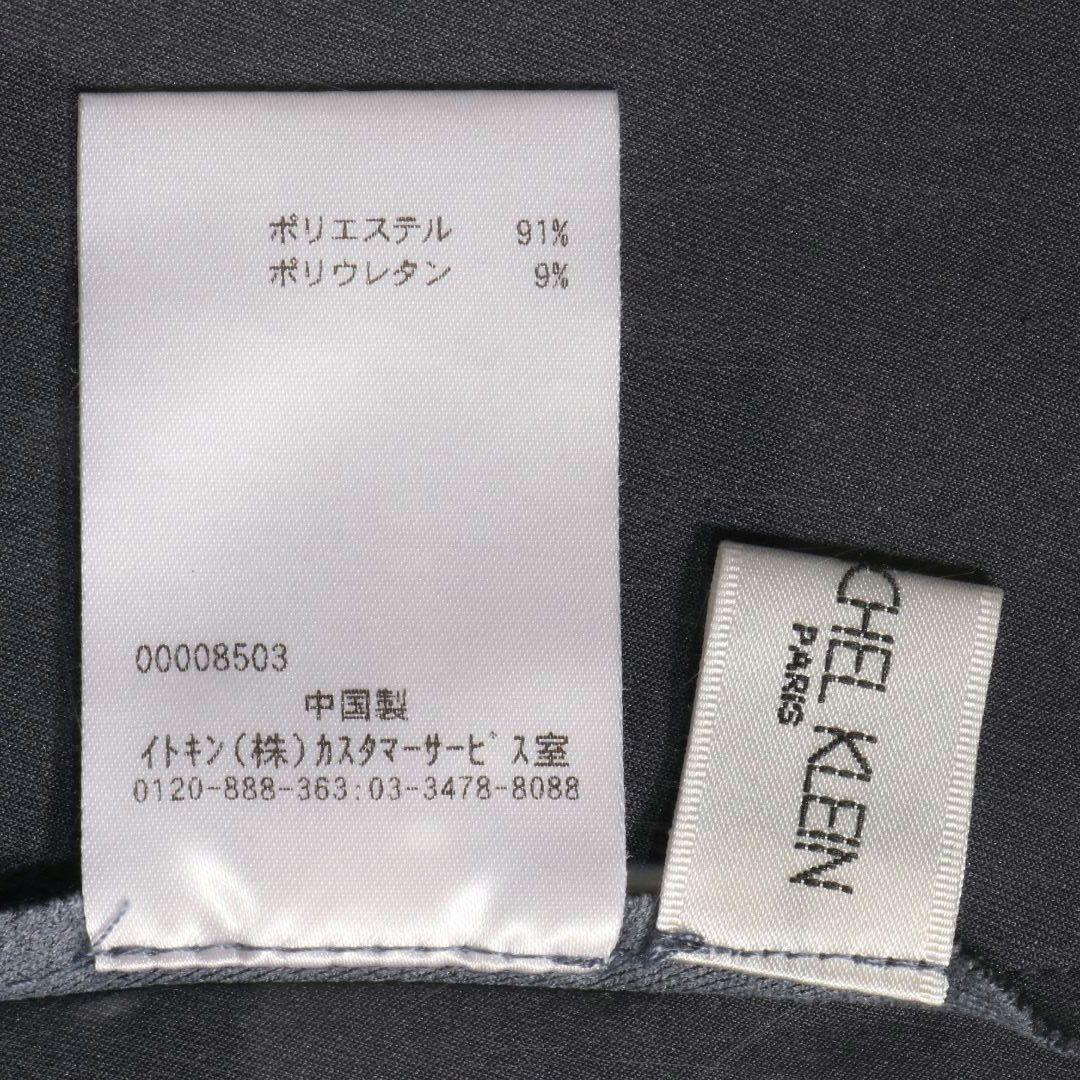 ポリエステル 91%
ポリウレタン 9%
00008503
中国製
イトキン(株)カスタマーサービス室
0120-888-363:03-3478-8088
CHEL KLEIN
PARIS